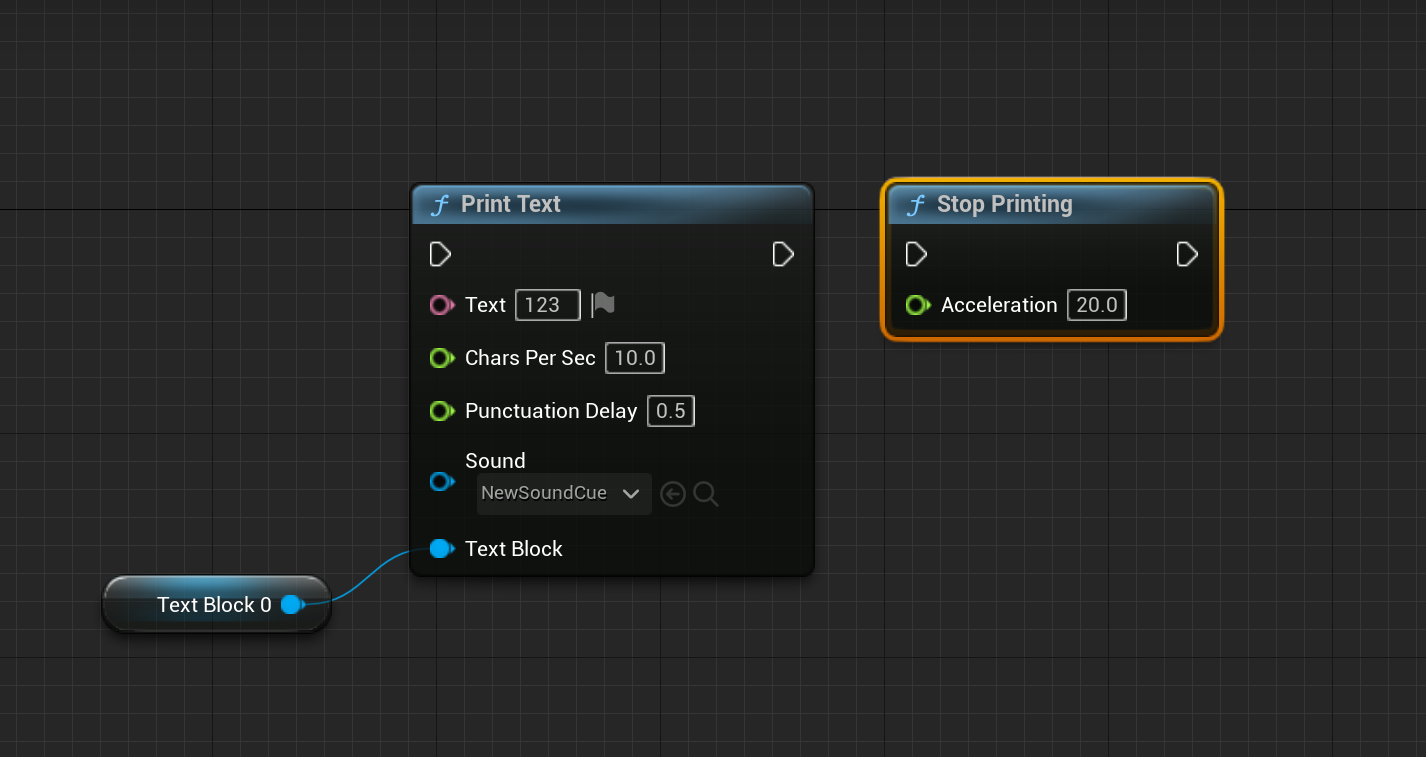 Print Text
Text 123
Chars Per Sec 10.0
Punctuation Delay 0.5
Sound
NewSoundCue
Text Block
Text Block 0
Stop Printing
Acceleration 20.0